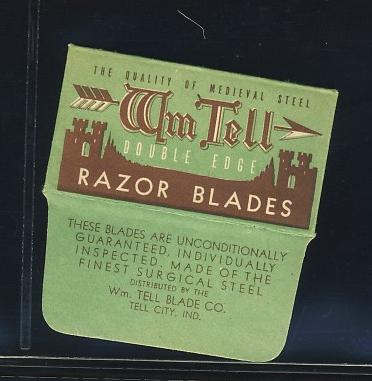 THE QUALITY OF MEDIEVAL STEEL
Wm Tell
DOUBLE EDGE
RAZOR BLADES
THESE BLADES ARE UNCONDITIONALLY
GUARANTEED, INDIVIDUALLY
INSPECTED, MADE OF THE
FINEST SURGICAL STEEL
DISTRIBUTED BY THE
Wm. TELL BLADE CO.
TELL CITY, IND.